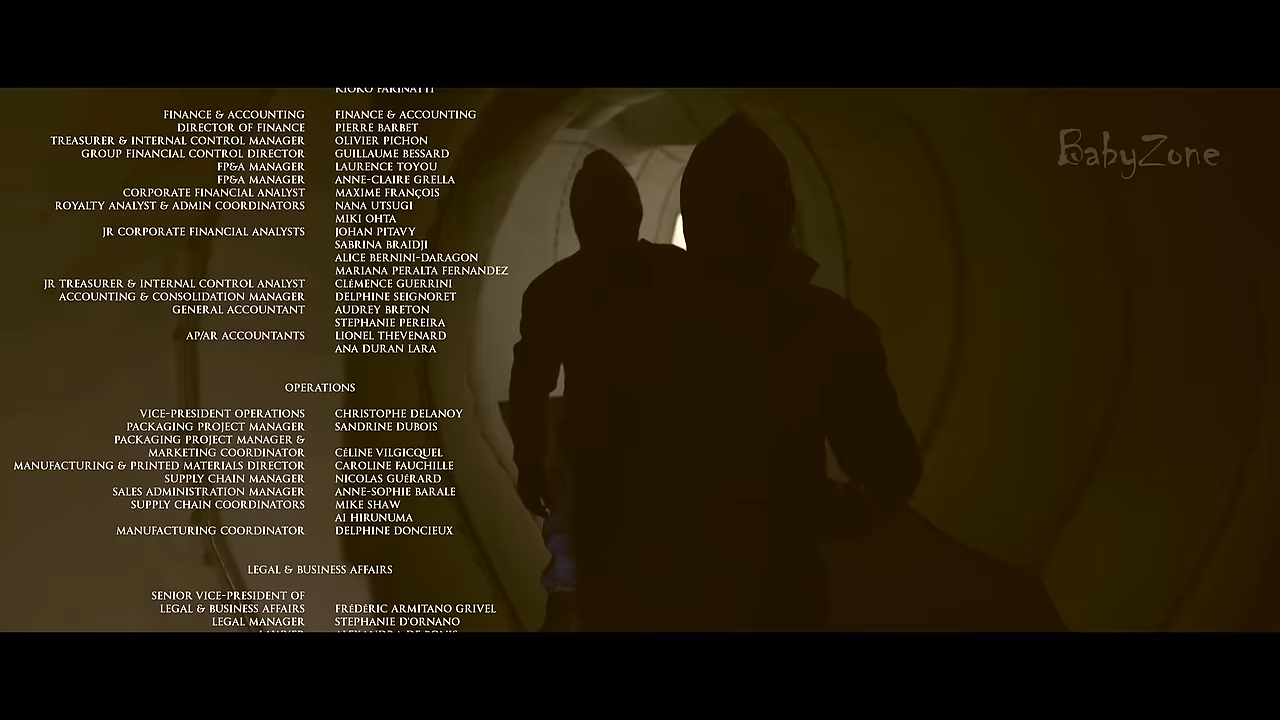 KIOKO FARINATTI
FINANCE & ACCOUNTING FINANCE & ACCOUNTING
DIRECTOR OF FINANCE PIERRE BARBET
TREASURER & INTERNAL CONTROL MANAGER OLIVIER PICHON
GROUP FINANCIAL CONTROL DIRECTOR GUILLAUME BESSARD
FP&A MANAGER LAURENCE TOYOU
FP&A MANAGER ANNE-CLAIRE GRELLA
CORPORATE FINANCIAL ANALYST MAXIME FRANÇOIS
ROYALTY ANALYST & ADMIN COORDINATORS NANA UTSUGI
MIKI OHTA
JR CORPORATE FINANCIAL ANALYSTS JOHAN PITAVY
SABRINA BRAIDJI
ALICE BERNINI-DARAGON
MARIANA PERALTA FERNANDEZ
JR TREASURER & INTERNAL CONTROL ANALYST CLÉMENCE GUERRINI
ACCOUNTING & CONSOLIDATION MANAGER DELPHINE SEIGNORET
GENERAL ACCOUNTANT AUDREY BRETON
STEPHANIE PEREIRA
AP/AR ACCOUNTANTS LIONEL THEVENARD
ANA DURAN LARA
OPERATIONS
VICE-PRESIDENT OPERATIONS CHRISTOPHE DELANOY
PACKAGING PROJECT MANAGER SANDRINE DUBOIS
PACKAGING PROJECT MANAGER &
MARKETING COORDINATOR CÉLINE VILGICQUEL
MANUFACTURING & PRINTED MATERIALS DIRECTOR CAROLINE FAUCHILLE
SUPPLY CHAIN MANAGER NICOLAS GUÉRARD
SALES ADMINISTRATION MANAGER ANNE-SOPHIE BARALE
SUPPLY CHAIN COORDINATORS MIKE SHAW
AI HIRUNUMA
MANUFACTURING COORDINATOR DELPHINE DONCIEUX
LEGAL & BUSINESS AFFAIRS
SENIOR VICE-PRESIDENT OF
LEGAL & BUSINESS AFFAIRS FRÉDÉRIC ARMITANO GRIVEL
LEGAL MANAGER STEPHANIE D'ORNANO
BabyZone